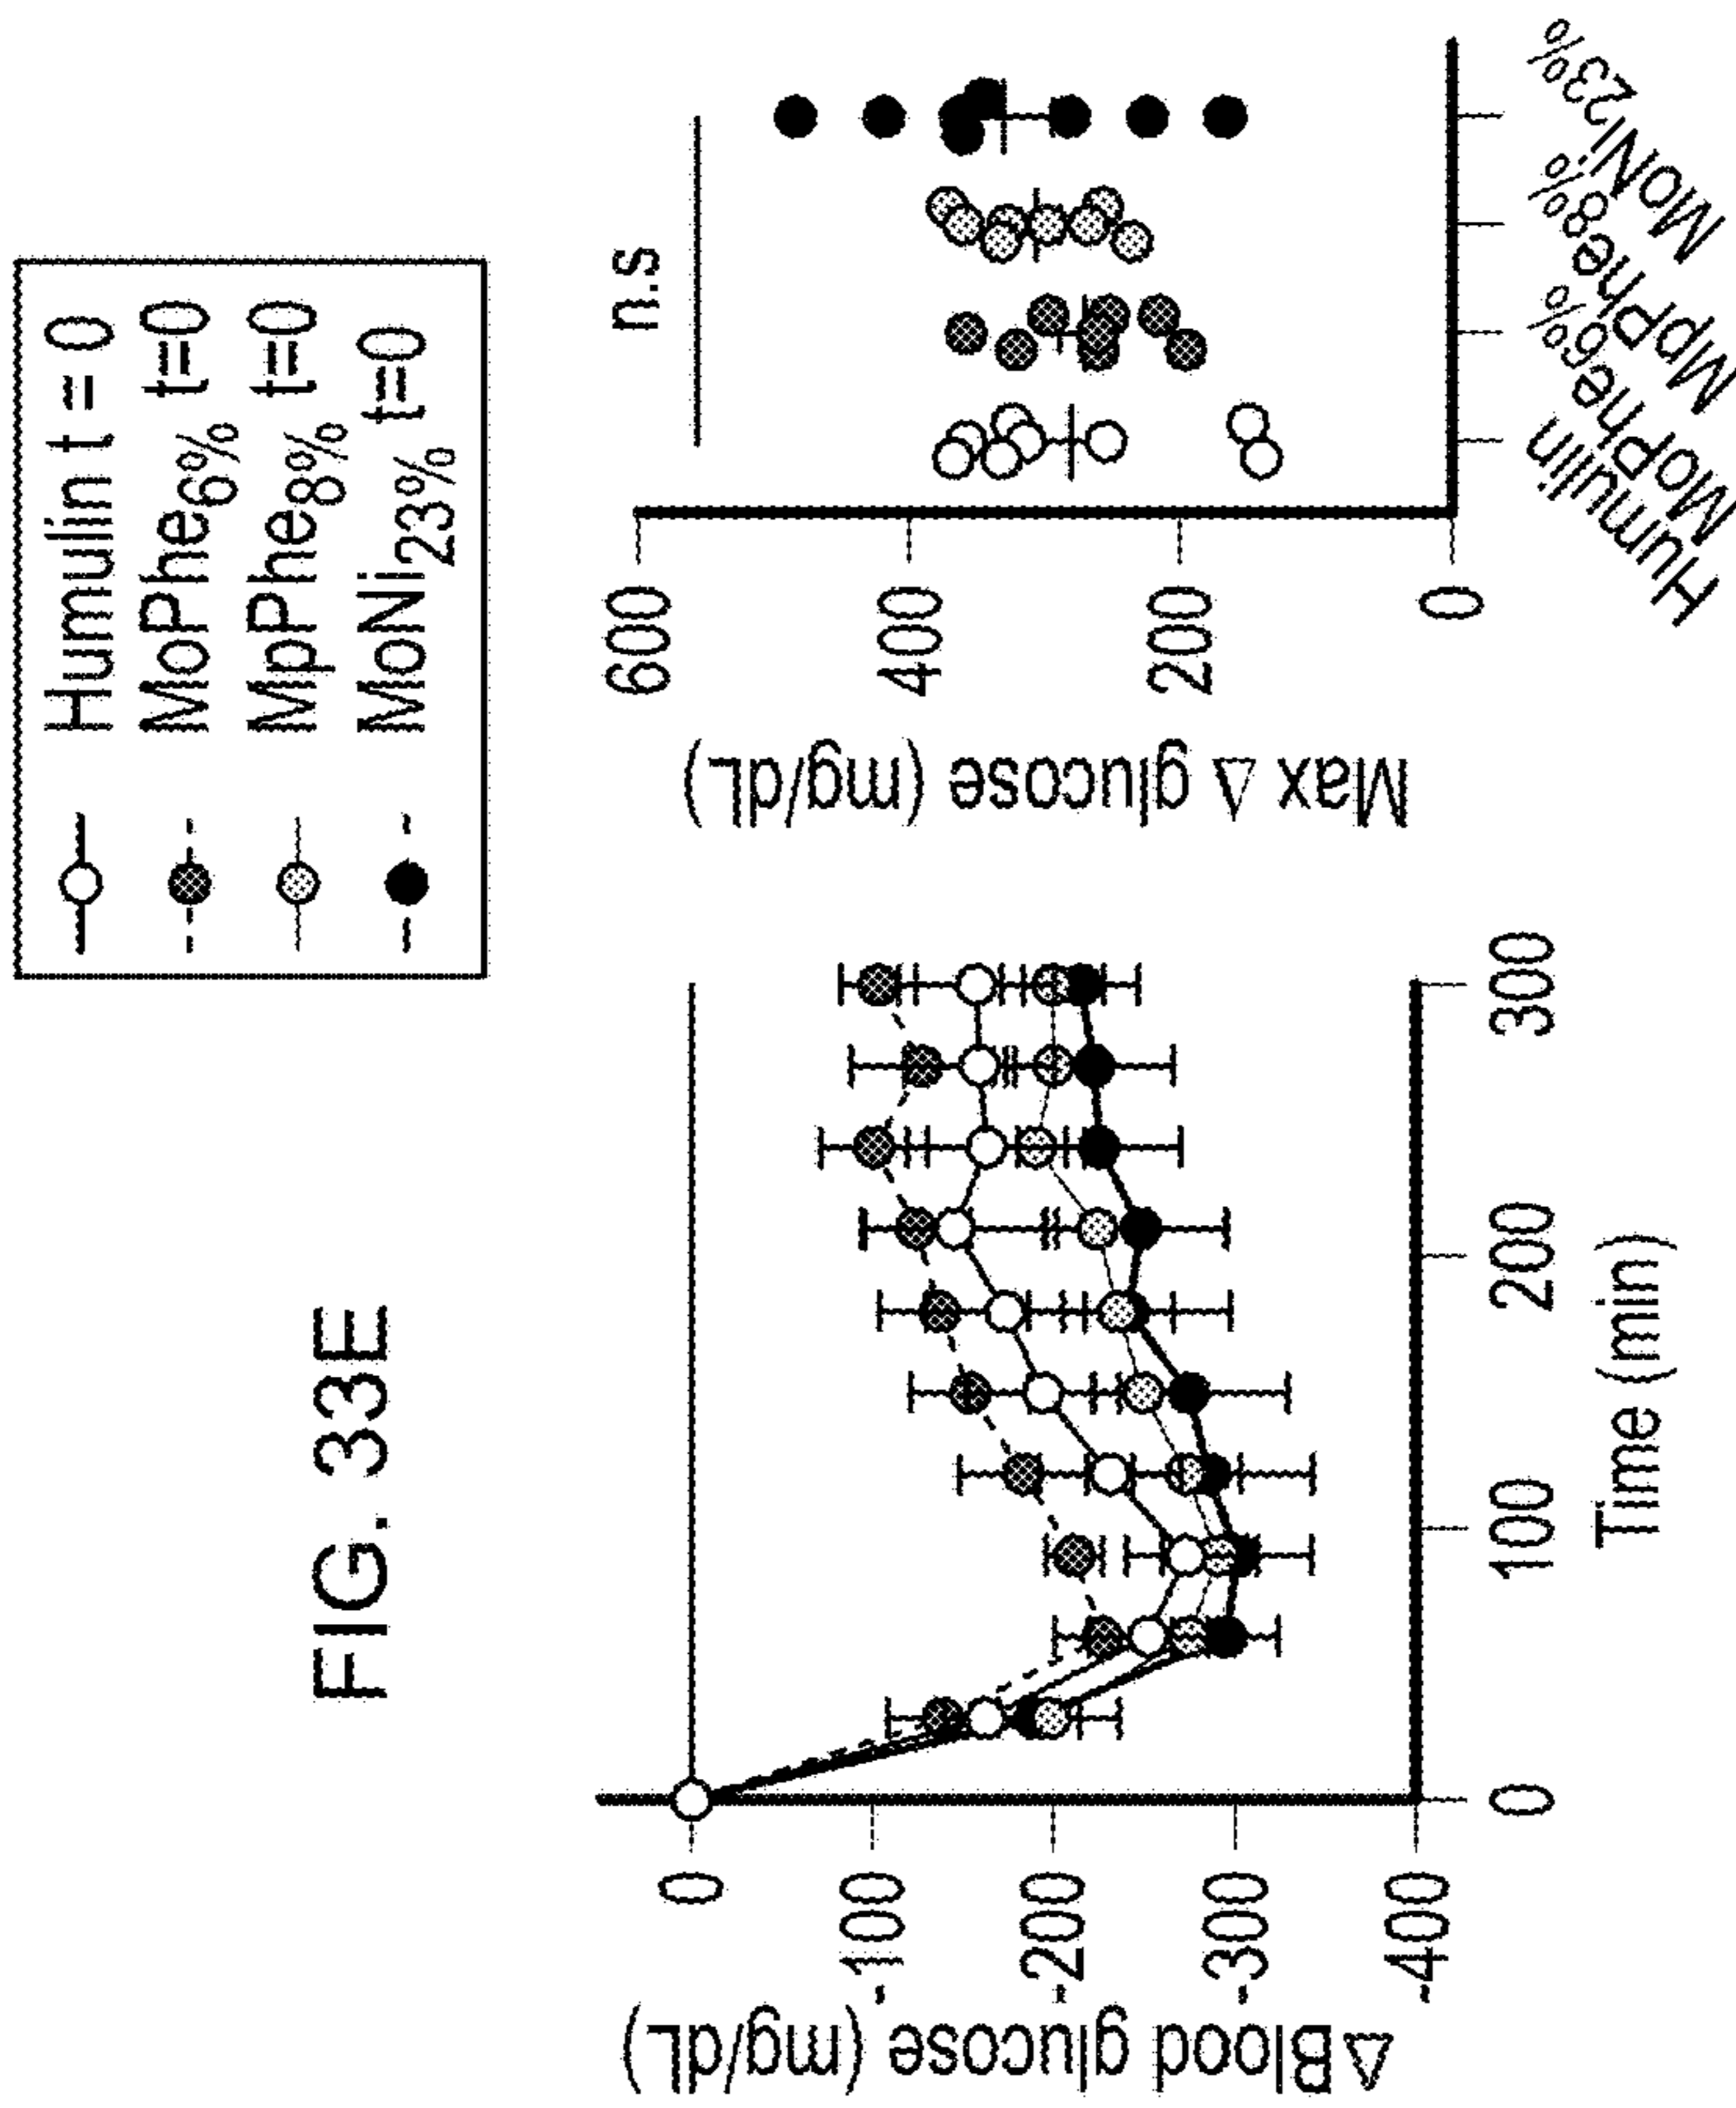 FIG. 33E
Humulin t = 0
MoPhe6% t=0
MpPhe8% t=0
MoNi23% t=0
ΔBlood glucose (mg/dL)
0
-100
-200
-300
-400
0
100
200
300
Time (min)
Max Δ glucose (mg/dL)
600
400
200
0
n.s
Humulin
MoPhe6%
MpPhe8%
MoNi23%